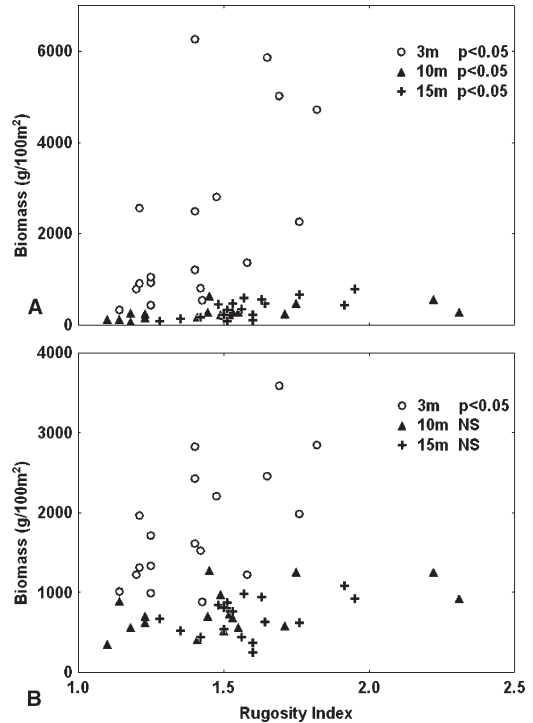 6000
4000
2000
0
Biomass (g/100m²)
A
3m p<0.05
10m p<0.05
15m p<0.05
4000
3000
2000
1000
0
Biomass (g/100m²)
B
3m p<0.05
10m NS
15m NS
1.0 1.5 2.0 2.5
Rugosity Index